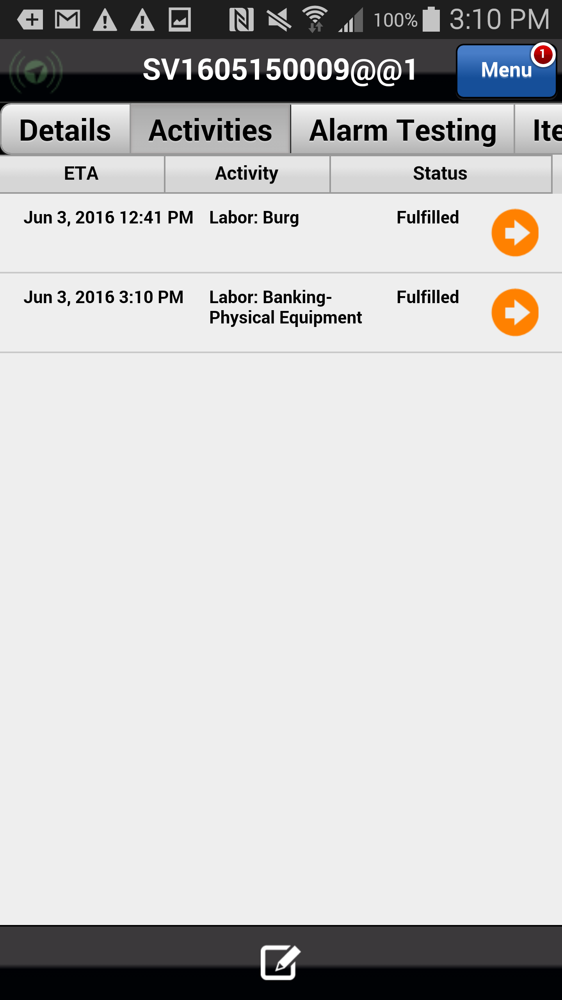 100% 3:10 PM
SV1605150009@@1
Menu 1
Details Activities Alarm Testing Ite
ETA Activity Status
Jun 3, 2016 12:41 PM Labor: Burg Fulfilled
Jun 3, 2016 3:10 PM Labor: Banking- Fulfilled
Physical Equipment